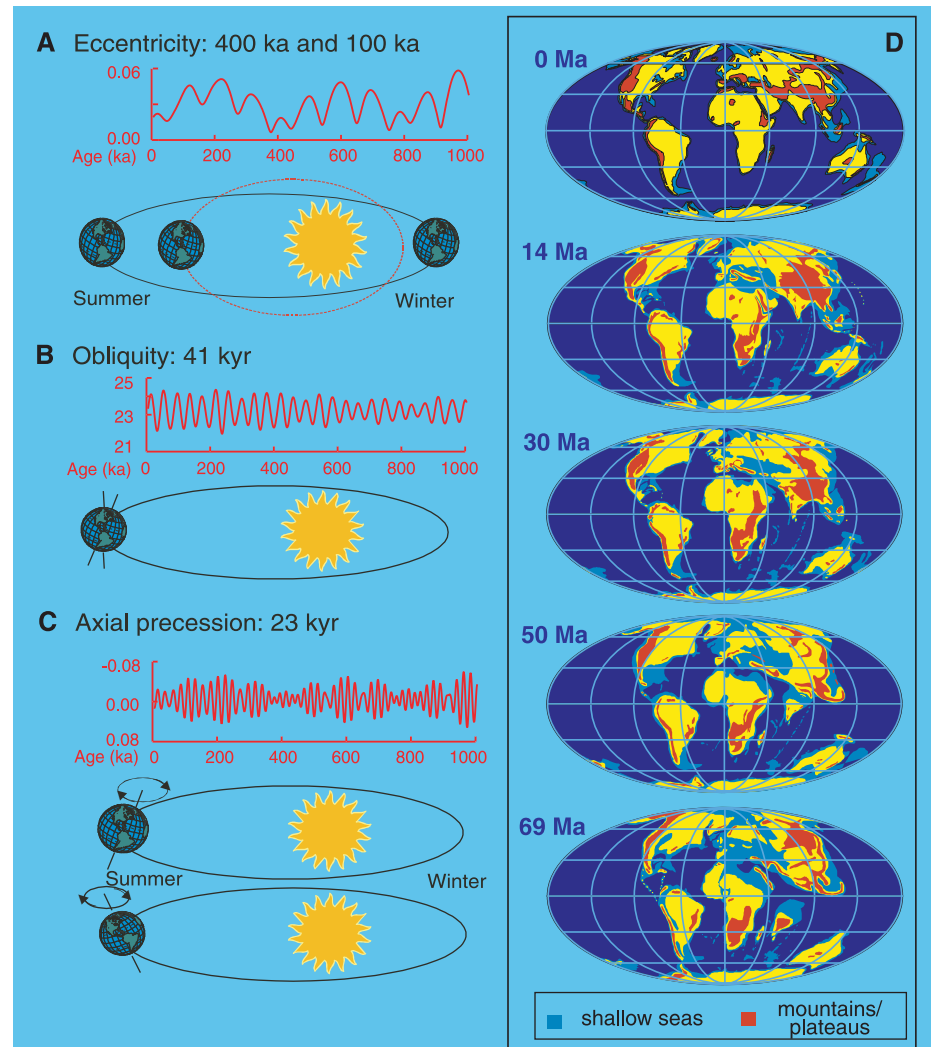 A Eccentricity: 400 ka and 100 ka
0.06
0.00
Age (ka) 0 200 400 600 800 1000
Summer
Winter
B Obliquity: 41 kyr
25
23
21
Age (ka) 0 200 400 600 800 1000
C Axial precession: 23 kyr
-0.08
0.00
0.08
Age (ka) 0 200 400 600 800 1000
Summer
Winter
D
0 Ma
14 Ma
30 Ma
50 Ma
69 Ma
shallow seas
mountains/
plateaus